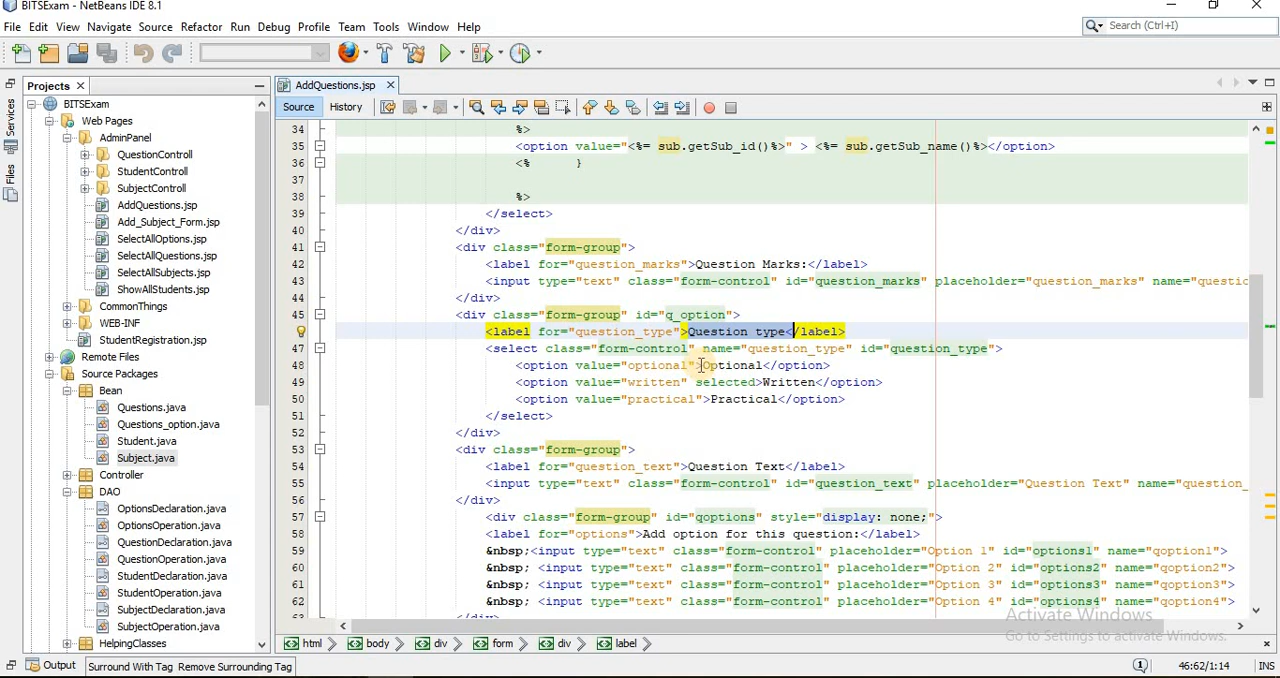 BITSExam - NetBeans IDE 8.1
File Edit View Navigate Source Refactor Run Debug Profile Team Tools Window Help
Search (Ctrl+I)
Projects
AddQuestions.jsp
Services
Files
Source History
BITSExam
Web Pages
AdminPanel
QuestionControll
StudentControll
SubjectControll
AddQuestions.jsp
Add_Subject_Form.jsp
SelectAllOptions.jsp
SelectAllQuestions.jsp
SelectAllSubjects.jsp
ShowAllStudents.jsp
CommonThings
WEB-INF
StudentRegistration.jsp
Remote Files
Source Packages
Bean
Questions.java
Questions_option.java
Student.java
Subject.java
Controller
DAO
OptionsDeclaration.java
OptionsOperation.java
QuestionDeclaration.java
QuestionOperation.java
StudentDeclaration.java
StudentOperation.java
SubjectDeclaration.java
SubjectOperation.java
HelpingClasses
34 %>
35 <option value="<%= sub.getSub_id()%>" > <%= sub.getSub_name()%></option>
36 <% }
37
38 %>
39 </select>
40 </div>
41 <div class="form-group">
42 <label for="question_marks">Question Marks:</label>
43 <input type="text" class="form-control" id="question_marks" placeholder="question_marks" name="questio
44 </div>
45 <div class="form-group" id="q_option">
<label for="question_type">Question type</label>
47 <select class="form-control" name="question_type" id="question_type">
48 <option value="optional">Optional</option>
49 <option value="written" selected>Written</option>
50 <option value="practical">Practical</option>
51 </select>
52 </div>
53 <div class="form-group">
54 <label for="question_text">Question Text</label>
55 <input type="text" class="form-control" id="question_text" placeholder="Question Text" name="question_
56 </div>
57 <div class="form-group" id="qoptions" style="display: none;">
58 <label for="options">Add option for this question:</label>
59 &nbsp;<input type="text" class="form-control" placeholder="Option 1" id="options1" name="qoption1">
60 &nbsp; <input type="text" class="form-control" placeholder="Option 2" id="options2" name="qoption2">
61 &nbsp; <input type="text" class="form-control" placeholder="Option 3" id="options3" name="qoption3">
62 &nbsp; <input type="text" class="form-control" placeholder="Option 4" id="options4" name="qoption4">
Activate Windows
Go to Settings to activate Windows.
html body div form div label
Output Surround With Tag Remove Surrounding Tag
1 46:62/1:14 INS